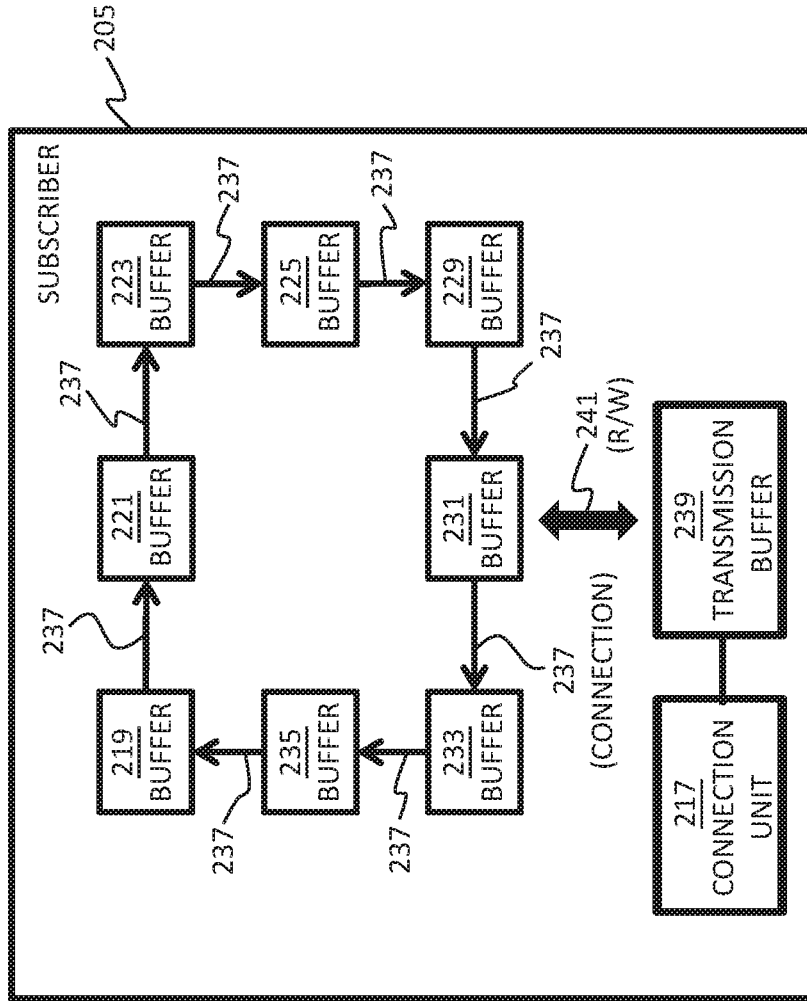 205
SUBSCRIBER
237
237
219
BUFFER
221
BUFFER
223
BUFFER
237
237
235
BUFFER
225
BUFFER
237
237
233
BUFFER
231
BUFFER
229
BUFFER
237
237
(CONNECTION)
241
(R/W)
217
CONNECTION
UNIT
239
TRANSMISSION
BUFFER